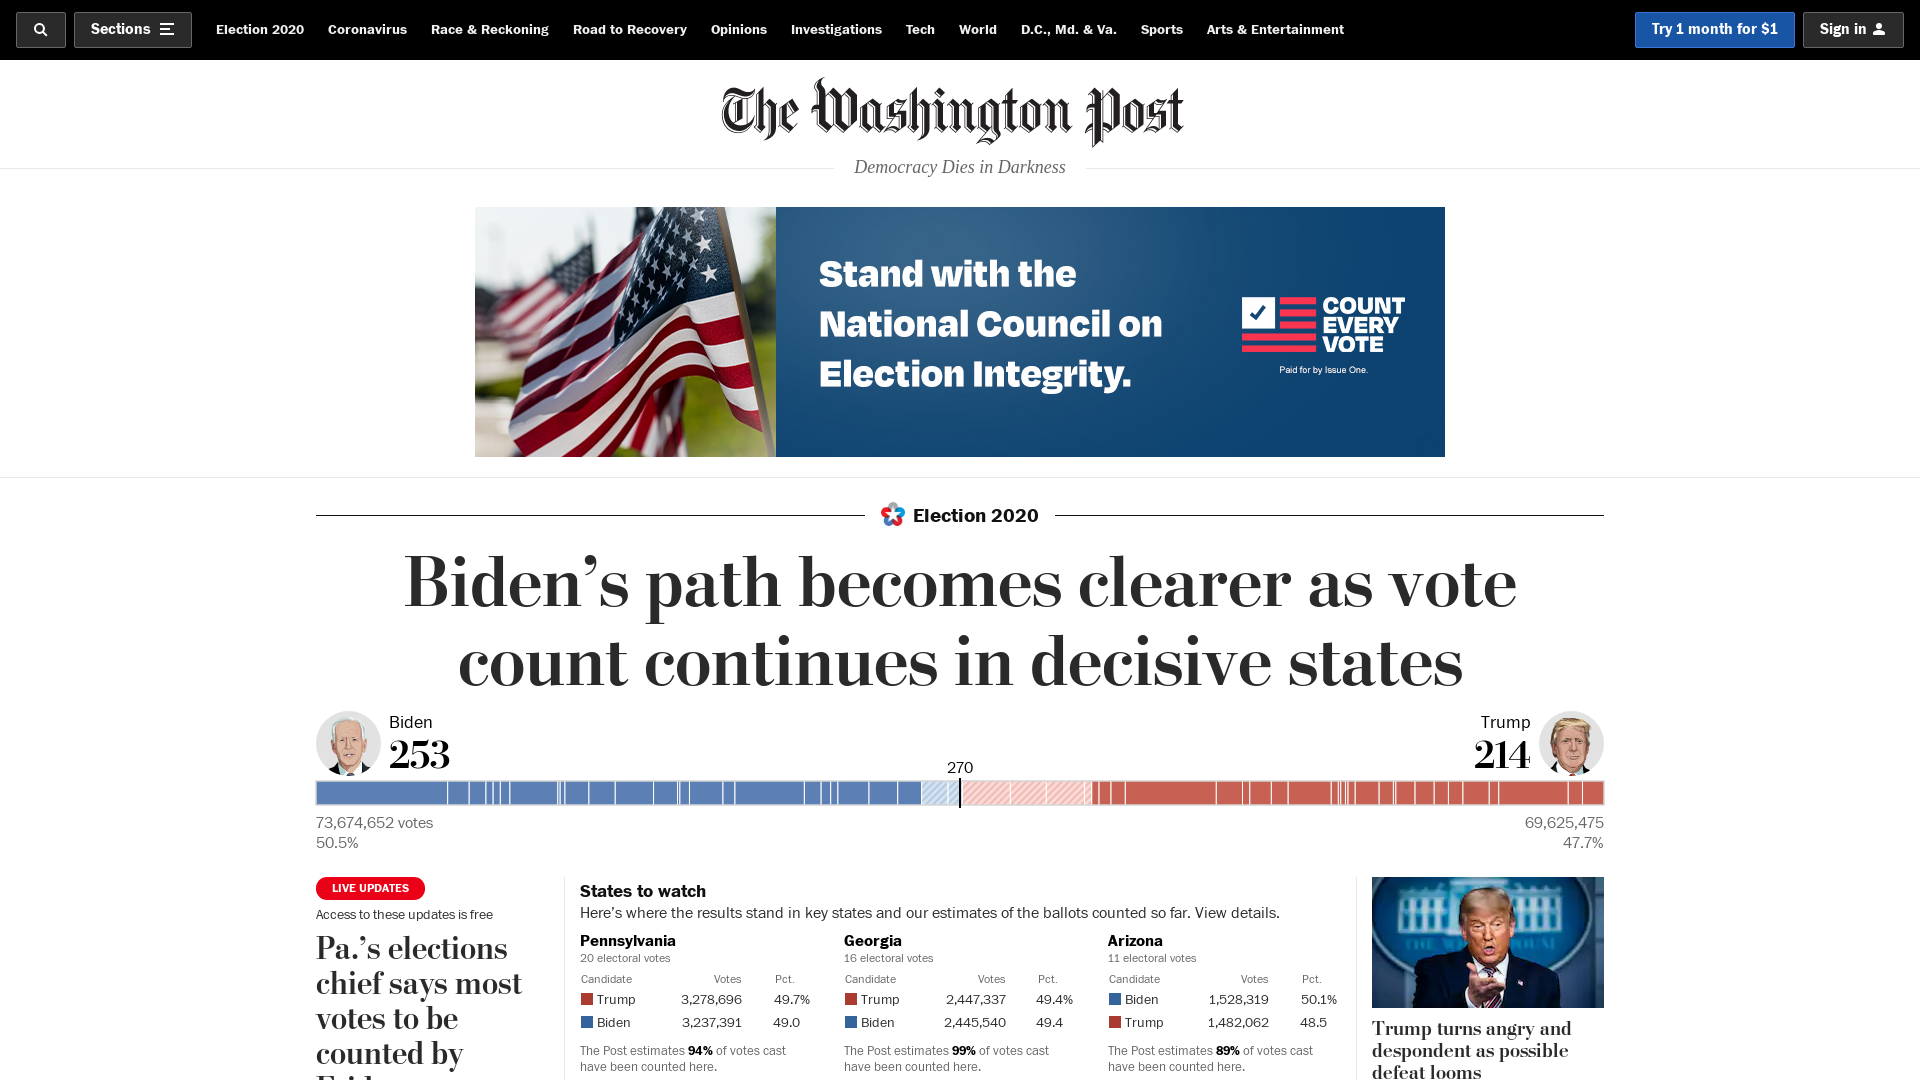 Sections
Election 2020 Coronavirus Race & Reckoning Road to Recovery Opinions Investigations Tech World D.C., Md. & Va. Sports Arts & Entertainment
Try 1 month for $1
Sign in
The Washington Post
Democracy Dies in Darkness
Stand with the
National Council on
Election Integrity.
COUNT
EVERY
VOTE
Paid for by Issue One.
Election 2020
Biden’s path becomes clearer as vote
count continues in decisive states
Biden
253
Trump
214
270
73,674,652 votes
50.5%
69,625,475
47.7%
LIVE UPDATES
Access to these updates is free
Pa.’s elections
chief says most
votes to be
counted by
States to watch
Here’s where the results stand in key states and our estimates of the ballots counted so far. View details.
Pennsylvania
20 electoral votes
Candidate Votes Pct.
Trump 3,278,696 49.7%
Biden 3,237,391 49.0
The Post estimates 94% of votes cast
have been counted here.
Georgia
16 electoral votes
Candidate Votes Pct.
Trump 2,447,337 49.4%
Biden 2,445,540 49.4
The Post estimates 99% of votes cast
have been counted here.
Arizona
11 electoral votes
Candidate Votes Pct.
Biden 1,528,319 50.1%
Trump 1,482,062 48.5
The Post estimates 89% of votes cast
have been counted here.
Trump turns angry and
despondent as possible
defeat looms